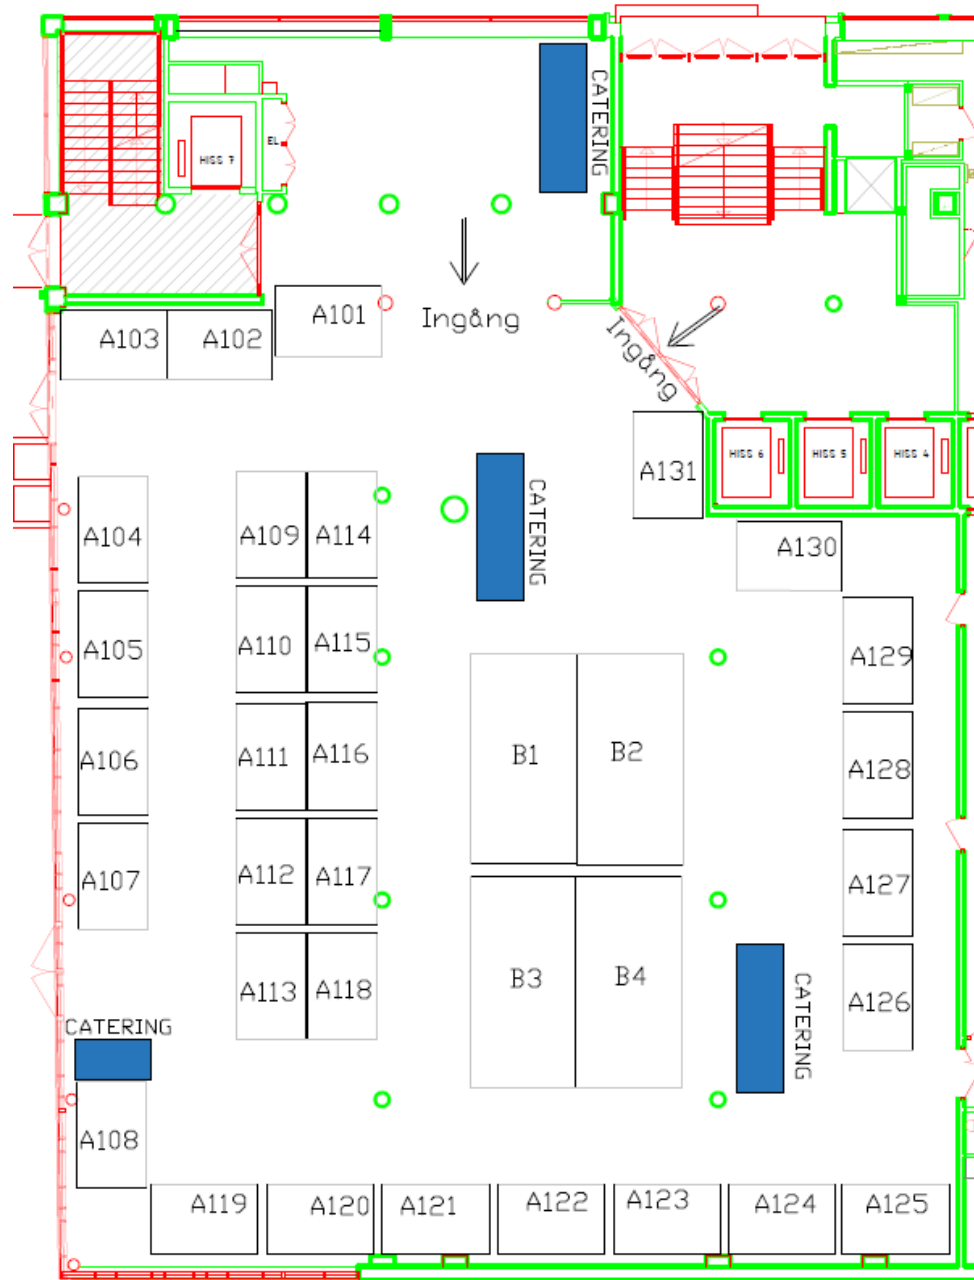 CATERING
EL
HISS 7
A101
Ingång
A103
A102
Ingång
HISS 6
HISS 5
HISS 4
A131
CATERING
A104
A109
A114
A130
A105
A110
A115
A129
A106
A111
A116
B1
B2
A128
A107
A112
A117
A127
A113
A118
B3
B4
A126
CATERING
CATERING
A108
A119
A120
A121
A122
A123
A124
A125